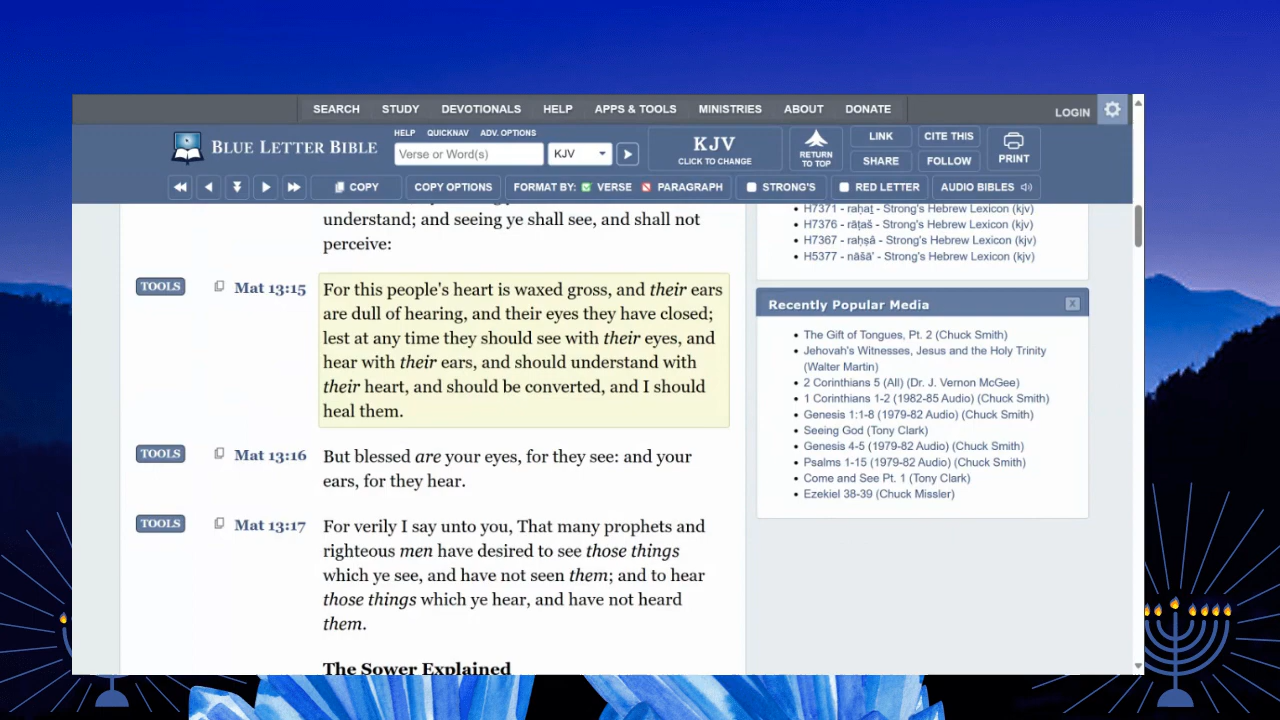 SEARCH STUDY DEVOTIONALS HELP APPS & TOOLS MINISTRIES ABOUT DONATE LOGIN
BLUE LETTER BIBLE
HELP QUICKNAV ADV. OPTIONS
Verse or Word(s) KJV
KJV
CLICK TO CHANGE
RETURN
TO TOP
LINK CITE THIS
SHARE FOLLOW
PRINT
COPY COPY OPTIONS FORMAT BY: VERSE PARAGRAPH STRONG'S RED LETTER AUDIO BIBLES
understand; and seeing ye shall see, and shall not
perceive:
TOOLS Mat 13:15 For this people's heart is waxed gross, and their ears
are dull of hearing, and their eyes they have closed;
lest at any time they should see with their eyes, and
hear with their ears, and should understand with
their heart, and should be converted, and I should
heal them.
TOOLS Mat 13:16 But blessed are your eyes, for they see: and your
ears, for they hear.
TOOLS Mat 13:17 For verily I say unto you, That many prophets and
righteous men have desired to see those things
which ye see, and have not seen them; and to hear
those things which ye hear, and have not heard
them.
The Sower Explained
H7371 - raḥaṯ - Strong's Hebrew Lexicon (kjv)
H7376 - rāṭaš - Strong's Hebrew Lexicon (kjv)
H7367 - raḥṣâ - Strong's Hebrew Lexicon (kjv)
H5377 - nāšā' - Strong's Hebrew Lexicon (kjv)
Recently Popular Media X
The Gift of Tongues, Pt. 2 (Chuck Smith)
Jehovah's Witnesses, Jesus and the Holy Trinity
(Walter Martin)
2 Corinthians 5 (All) (Dr. J. Vernon McGee)
1 Corinthians 1-2 (1982-85 Audio) (Chuck Smith)
Genesis 1:1-8 (1979-82 Audio) (Chuck Smith)
Seeing God (Tony Clark)
Genesis 4-5 (1979-82 Audio) (Chuck Smith)
Psalms 1-15 (1979-82 Audio) (Chuck Smith)
Come and See Pt. 1 (Tony Clark)
Ezekiel 38-39 (Chuck Missler)